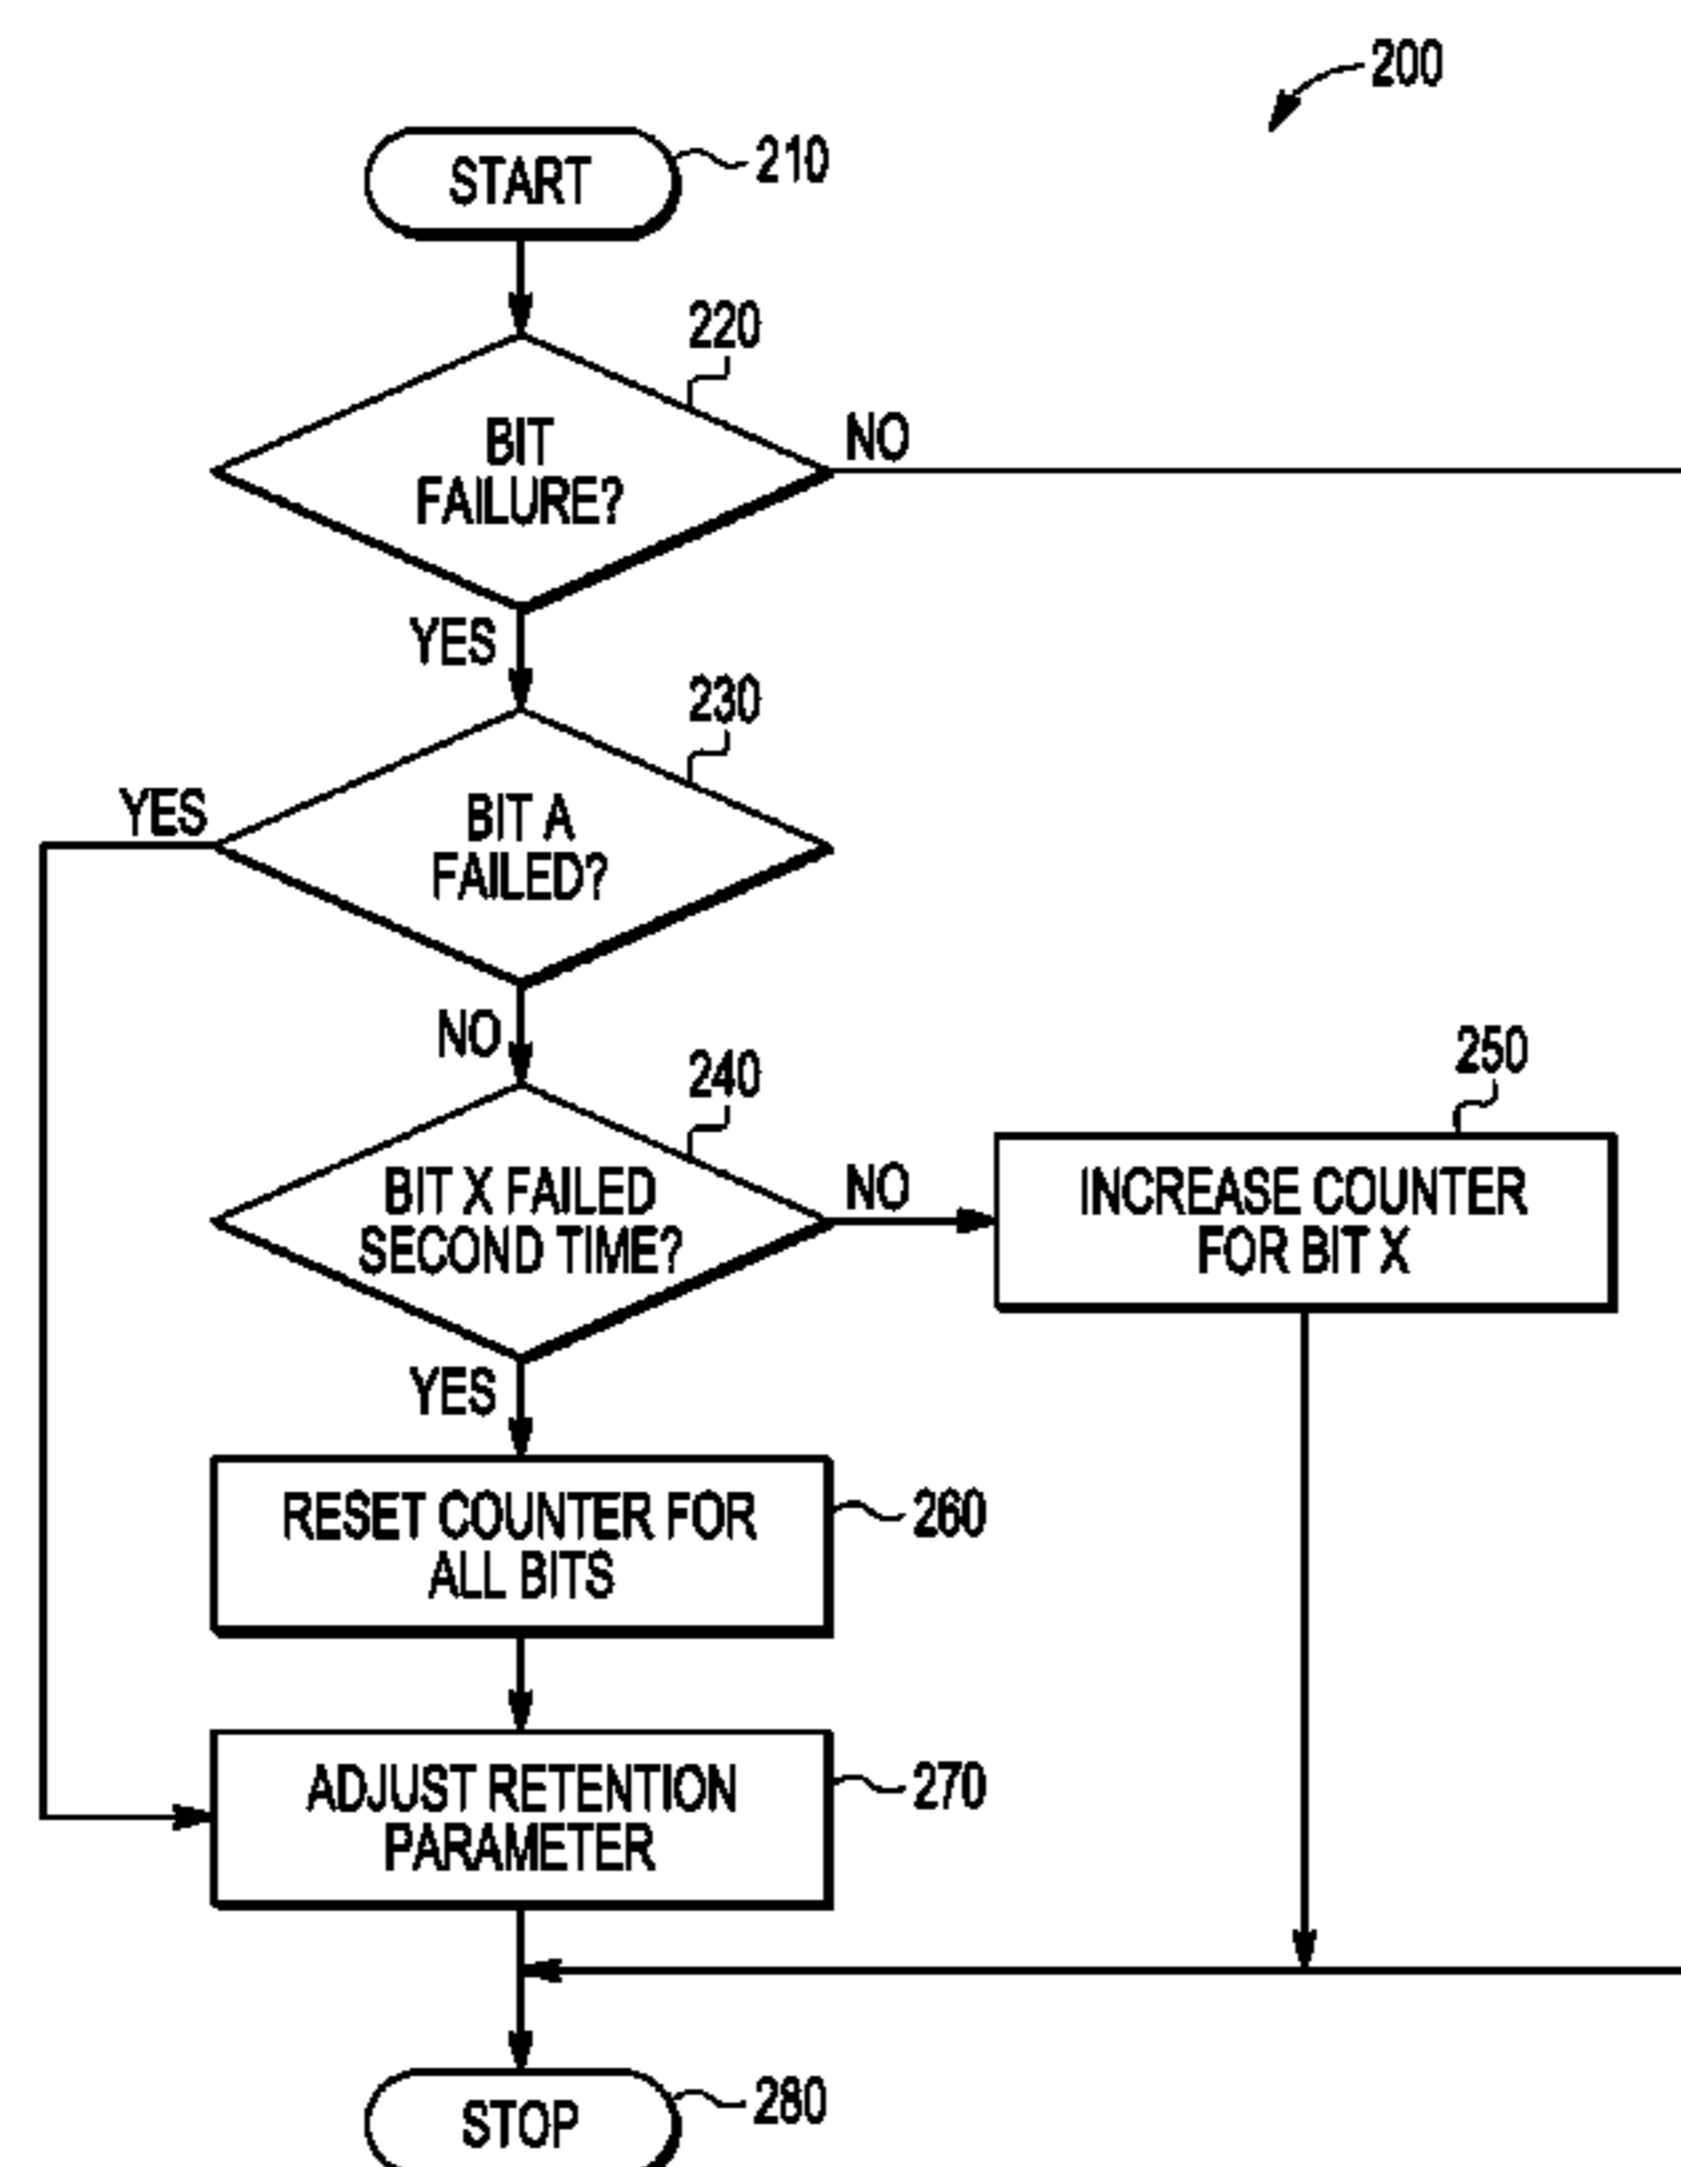 200
START
210
220
BIT
FAILURE?
NO
YES
230
YES
BIT A
FAILED?
NO
240
BIT X FAILED
SECOND TIME?
NO
250
INCREASE COUNTER
FOR BIT X
YES
RESET COUNTER FOR
ALL BITS
260
ADJUST RETENTION
PARAMETER
270
STOP
280